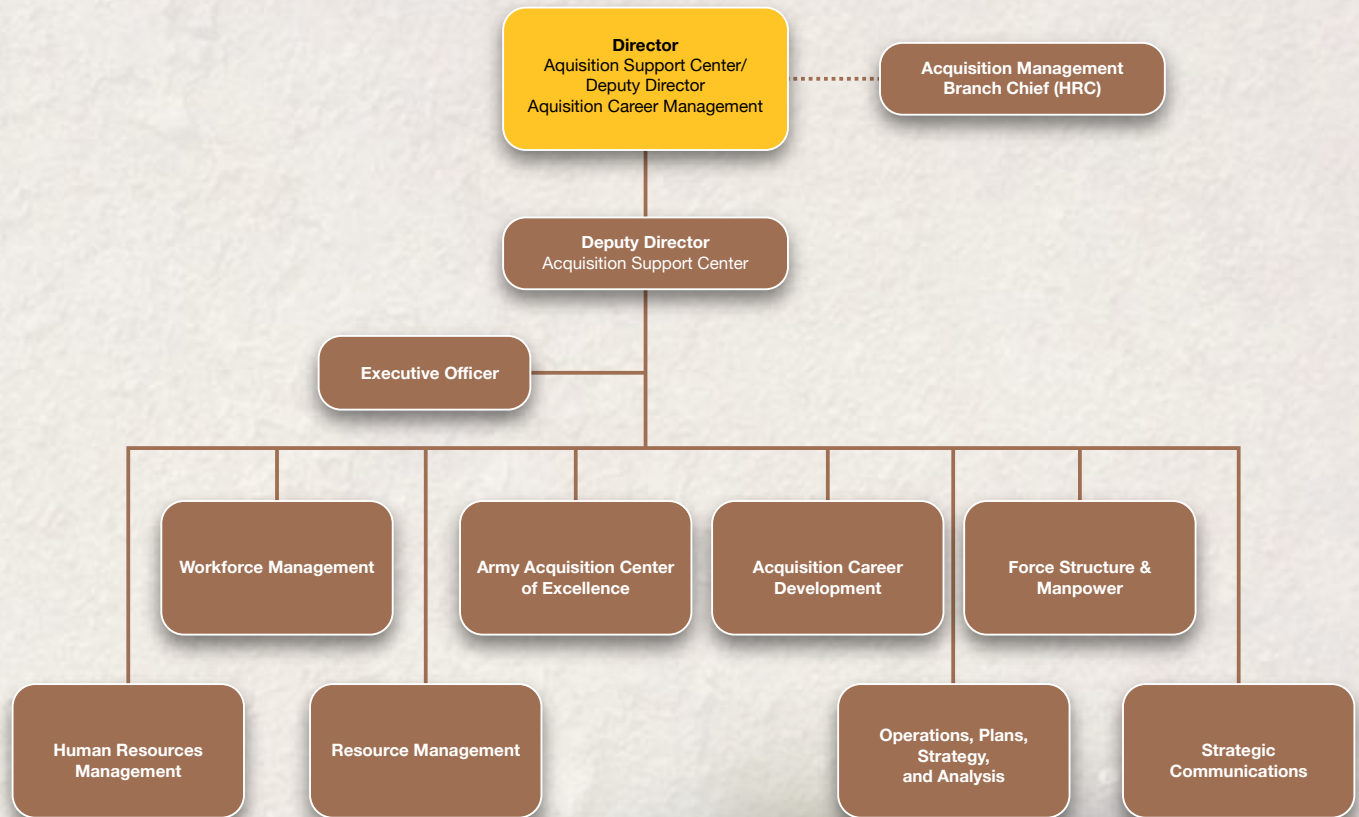 Director
Aquisition Support Center/
Deputy Director
Aquisition Career Management
Acquisition Management
Branch Chief (HRC)
Deputy Director
Acquisition Support Center
Executive Officer
Workforce Management
Army Acquisition Center
of Excellence
Acquisition Career
Development
Force Structure &
Manpower
Human Resources
Management
Resource Management
Operations, Plans,
Strategy,
and Analysis
Strategic
Communications